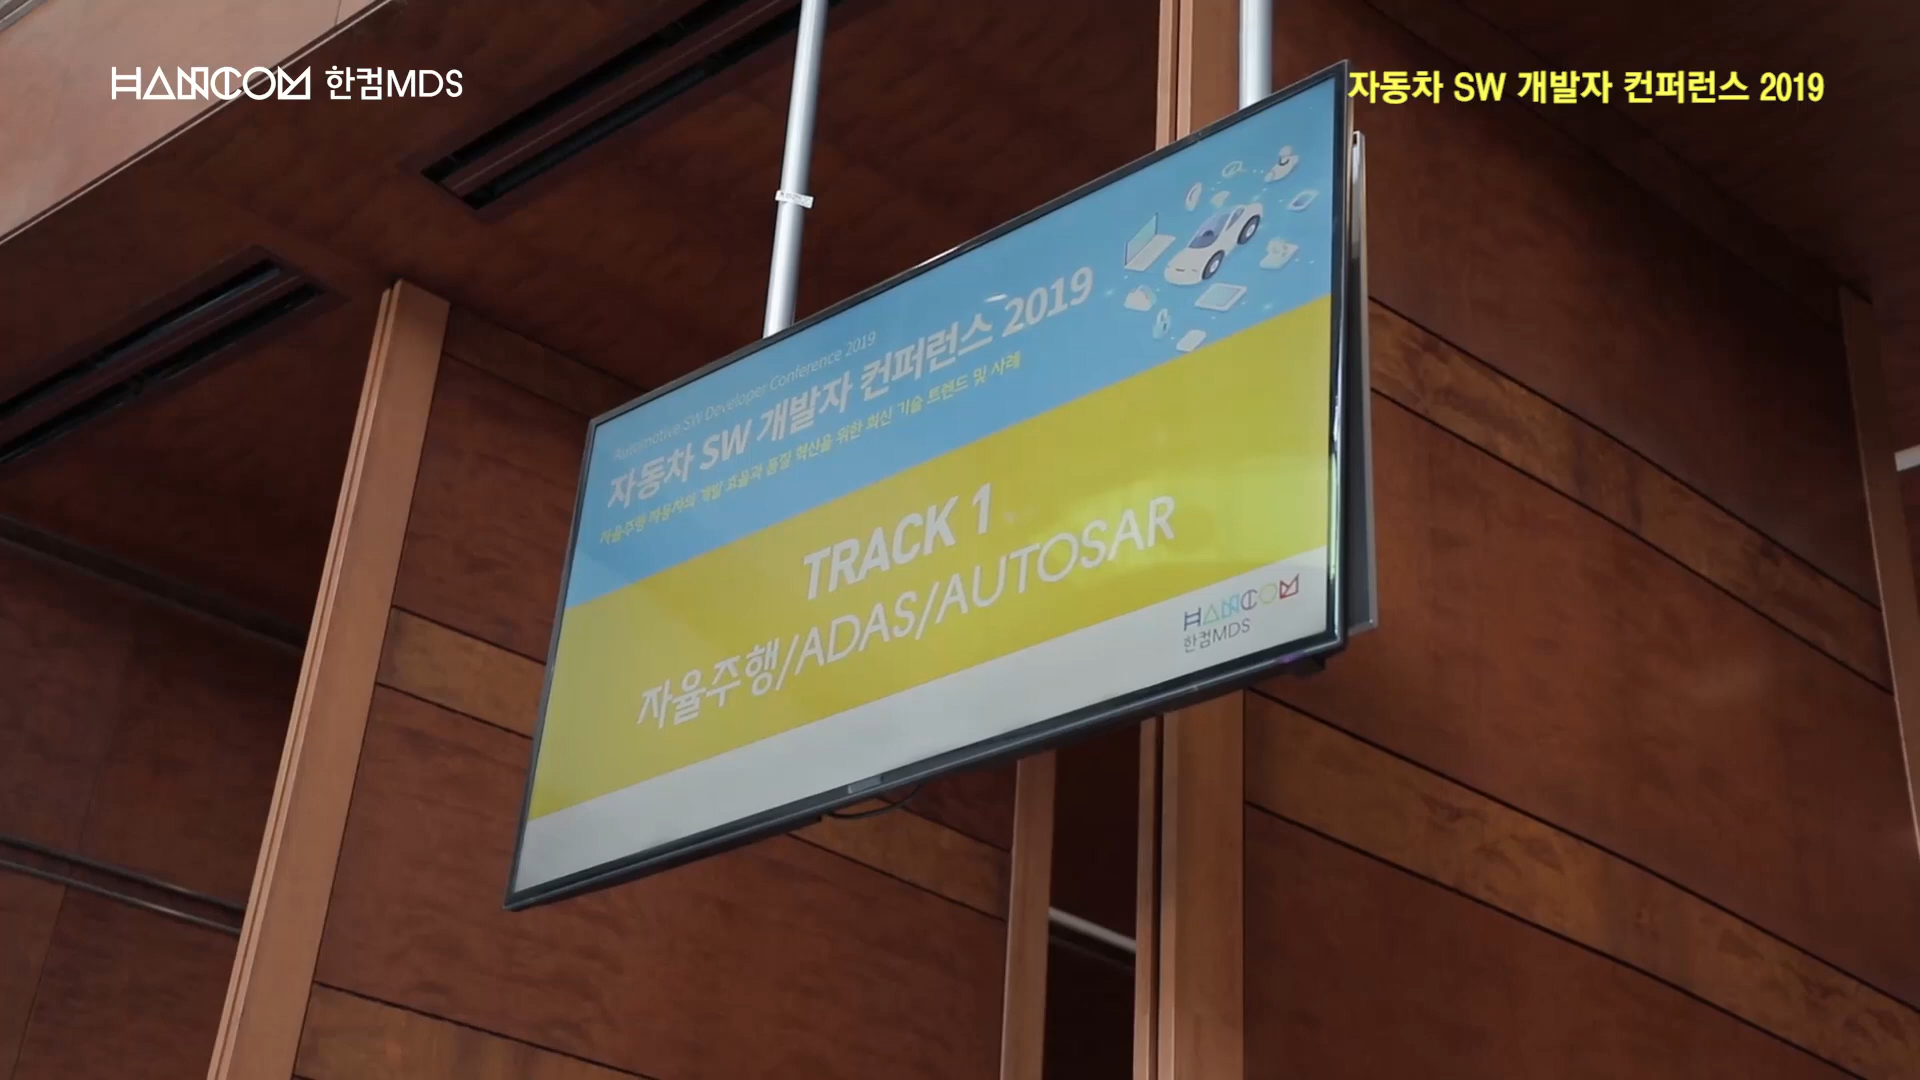 HANCOM 한컴MDS
자동차 SW 개발자 컨퍼런스 2019
Automotive SW Developer Conference 2019
자동차 SW 개발자 컨퍼런스 2019
자율주행 자동차의 개발 효율과 품질 혁신을 위한 최신 기술 트렌드 및 사례
TRACK 1
자율주행/ADAS/AUTOSAR
HANCOM
한컴MDS